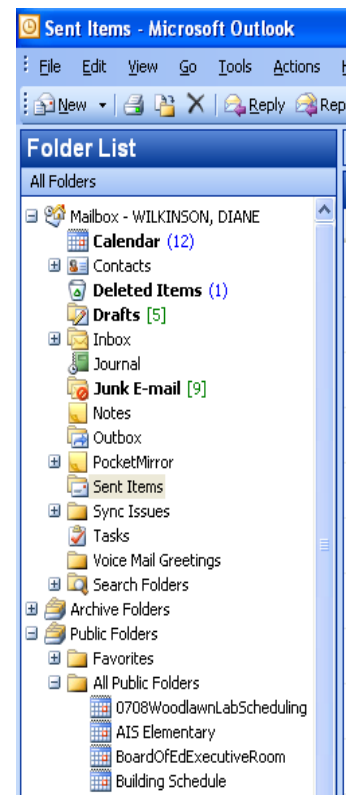 Sent Items - Microsoft Outlook
File Edit View Go Tools Actions
New Reply Rep
Folder List
All Folders
Mailbox - WILKINSON, DIANE
Calendar (12)
Contacts
Deleted Items (1)
Drafts [5]
Inbox
Journal
Junk E-mail [9]
Notes
Outbox
PocketMirror
Sent Items
Sync Issues
Tasks
Voice Mail Greetings
Search Folders
Archive Folders
Public Folders
Favorites
All Public Folders
0708WoodlawnLabScheduling
AIS Elementary
BoardOfEdExecutiveRoom
Building Schedule